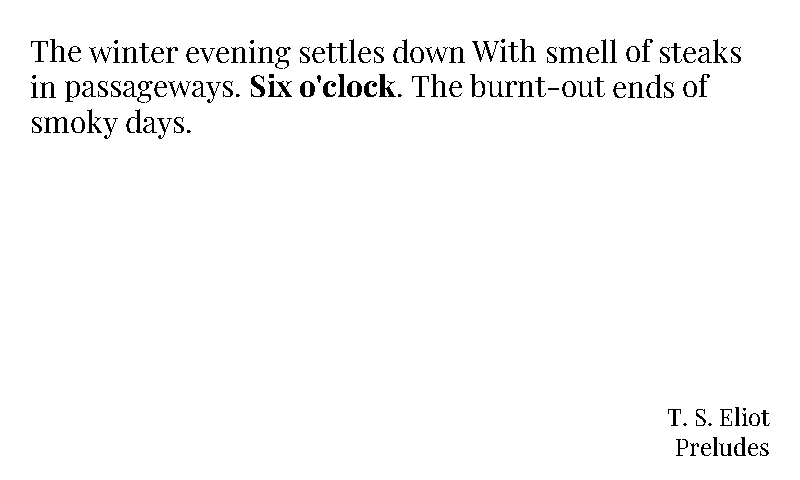 The winter evening settles down With smell of steaks
in passageways. Six o'clock. The burnt-out ends of
smoky days.
T. S. Eliot
Preludes